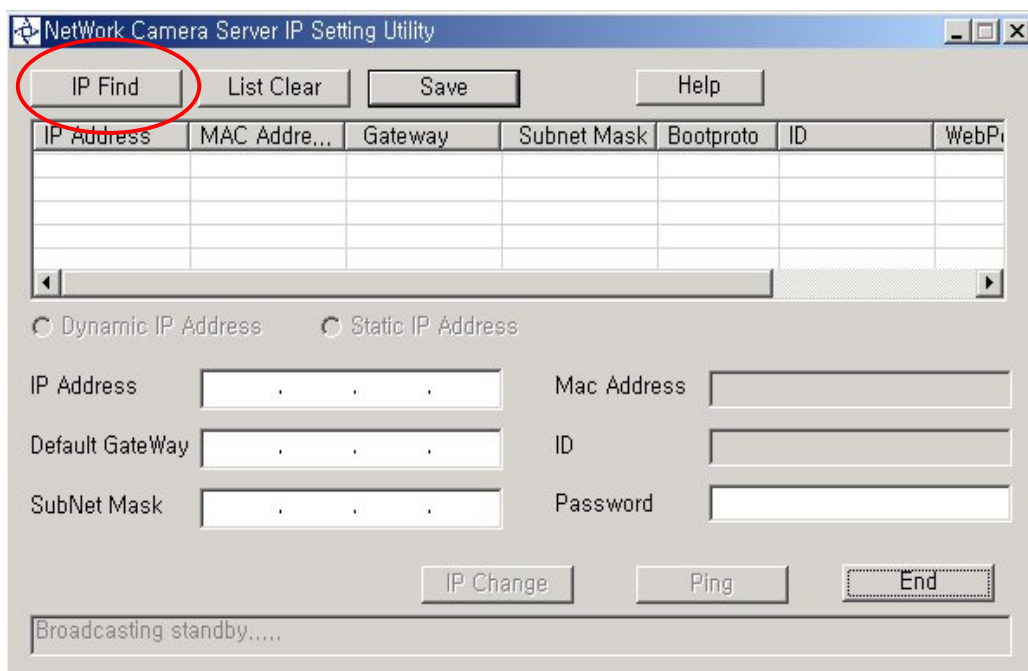 NetWork Camera Server IP Setting Utility
IP Find List Clear Save Help
IP Address MAC Addre,,, Gateway Subnet Mask Bootproto ID WebPo
Dynamic IP Address Static IP Address
IP Address . . . Mac Address
Default GateWay . . . ID
SubNet Mask . . . Password
IP Change Ping End
Broadcasting standby,,,,,